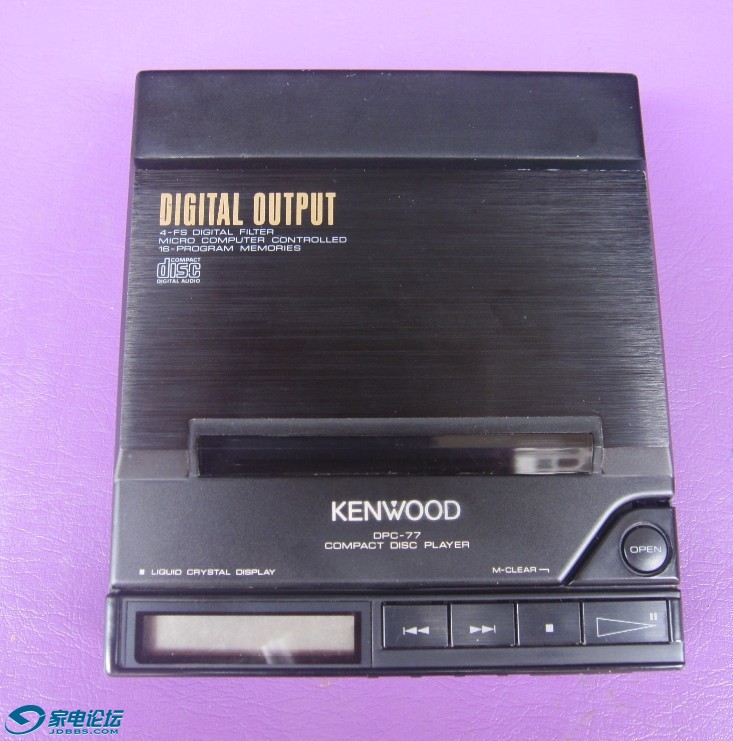 DIGITAL OUTPUT
4-FS DIGITAL FILTER
MICRO COMPUTER CONTROLLED
16-PROGRAM MEMORIES
COMPACT
disc
DIGITAL AUDIO
KENWOOD
DPC-77
COMPACT DISC PLAYER
LIQUID CRYSTAL DISPLAY
M-CLEAR
OPEN
家电论坛
JDBBS.COM